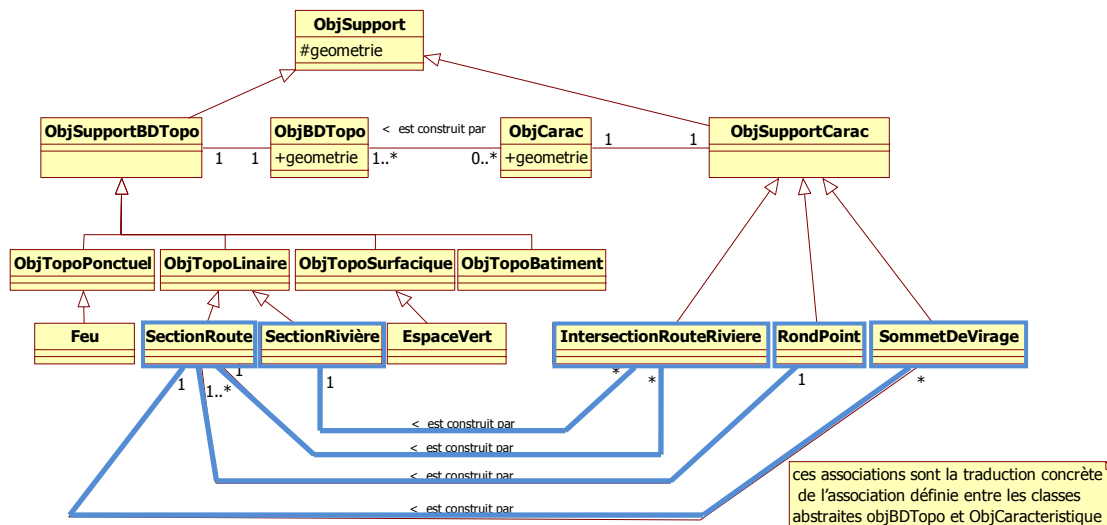 ObjSupport
#geometrie
ObjSupportBDTopo
ObjBDTopo
+geometrie
< est construit par
ObjCarac
+geometrie
ObjSupportCarac
1
1
1..*
0..*
1
1
ObjTopoPonctuel
ObjTopoLinaire
ObjTopoSurfacique
ObjTopoBatiment
Feu
SectionRoute
SectionRivière
EspaceVert
IntersectionRouteRiviere
RondPoint
SommetDeVirage
1
1..*
1
1
*
*
1
*
< est construit par
< est construit par
< est construit par
< est construit par
ces associations sont la traduction concrète
de l'association définie entre les classes
abstraites objBDTopo et ObjCaracteristique